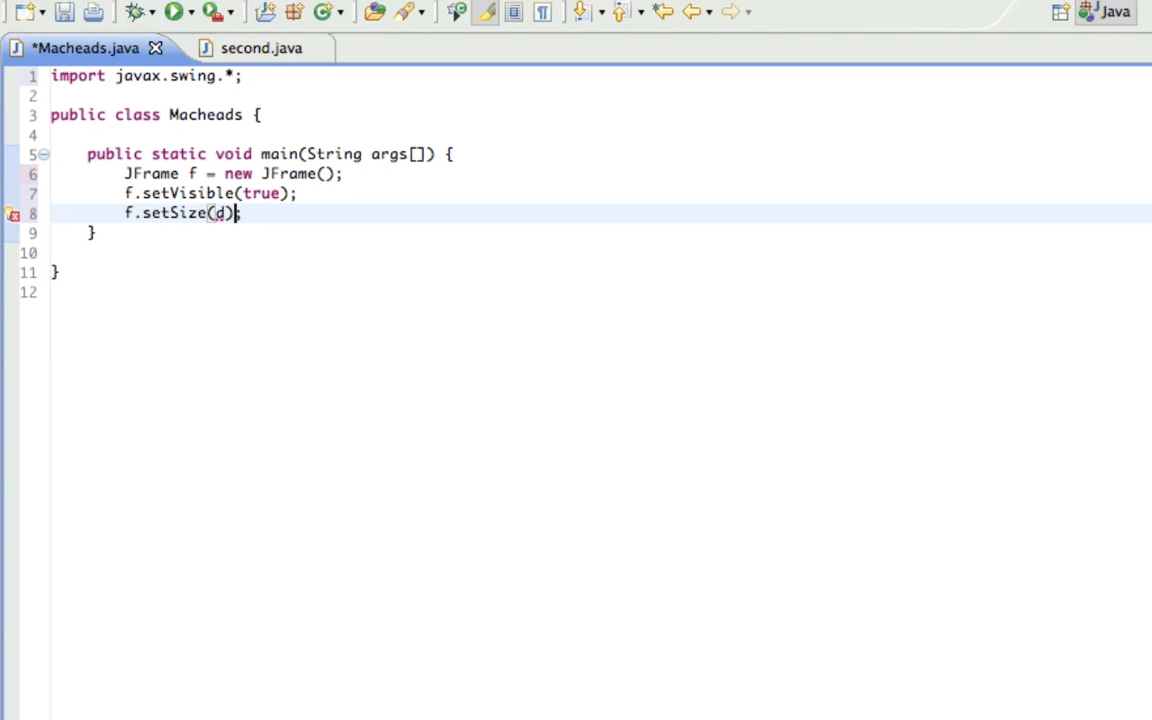 Java
*Macheads.java second.java
1 import javax.swing.*;
2
3 public class Macheads {
4
5 public static void main(String args[]) {
6 JFrame f = new JFrame();
7 f.setVisible(true);
8 f.setSize(d);
9 }
10
11 }
12